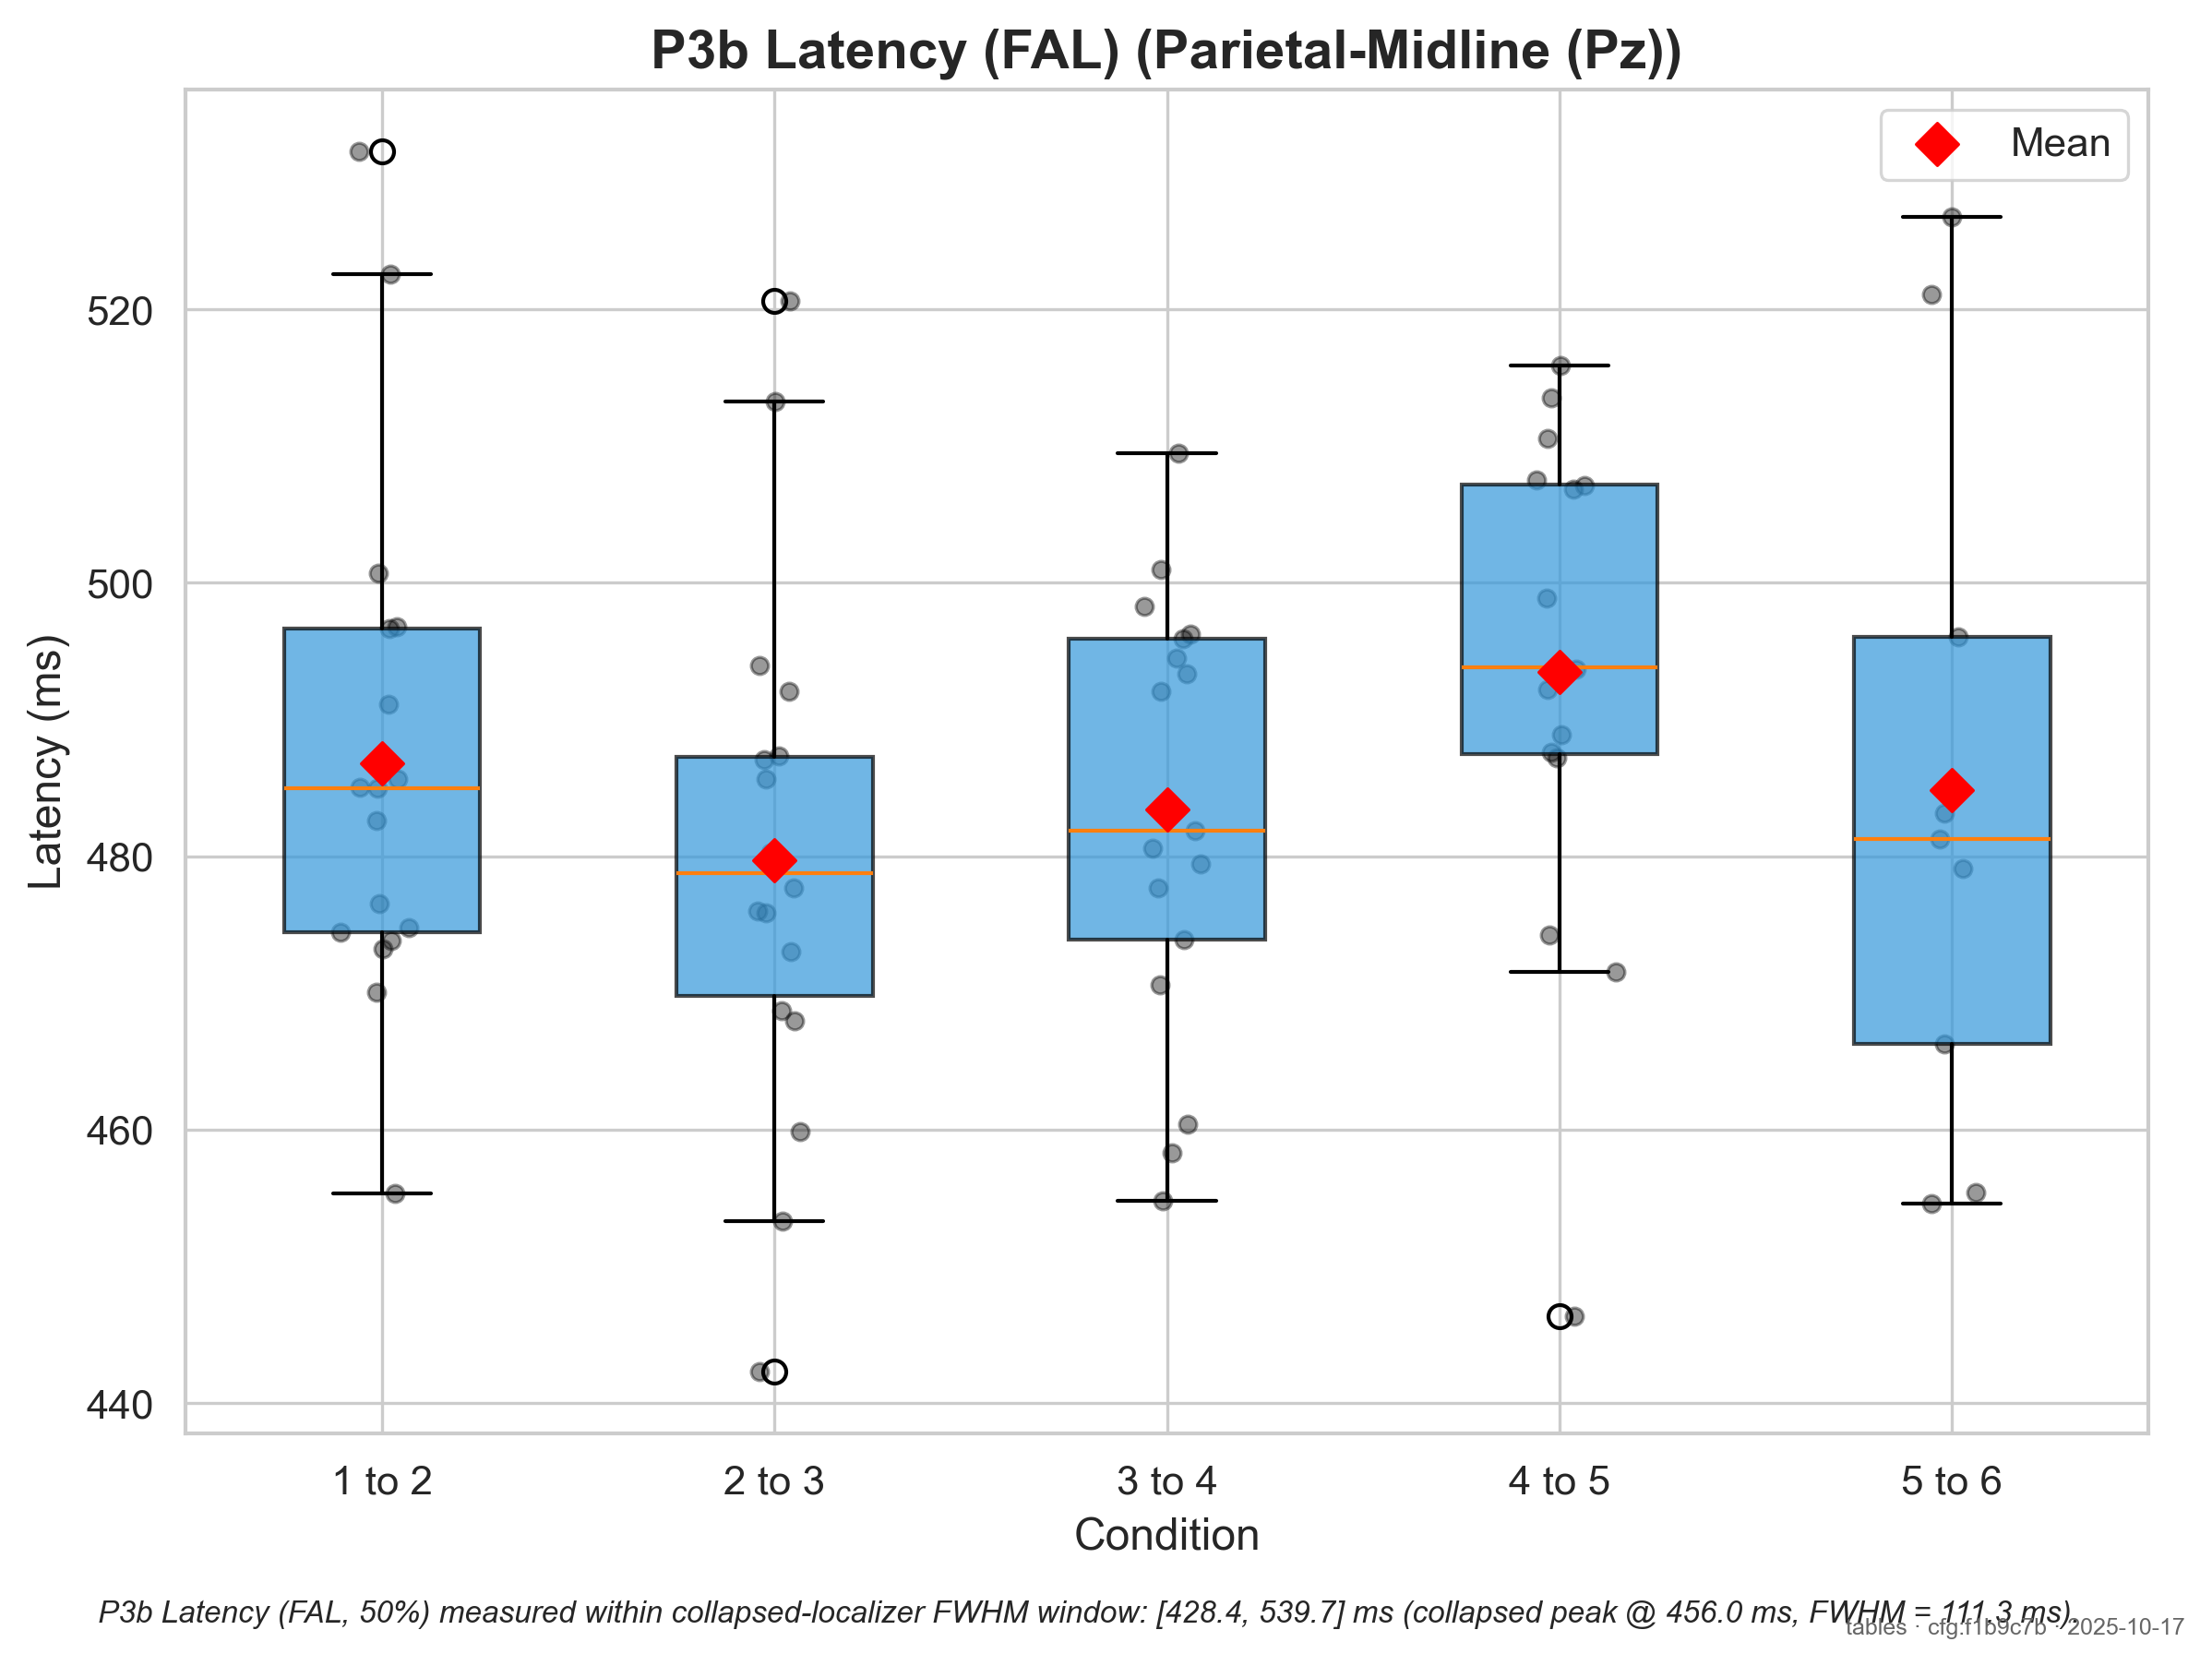 P3b Latency (FAL) (Parietal-Midline (Pz))
Mean
Latency (ms)
520
500
480
460
440
1 to 2
2 to 3
3 to 4
4 to 5
5 to 6
Condition
P3b Latency (FAL, 50%) measured within collapsed-localizer FWHM window: [428.4, 539.7] ms (collapsed peak @ 456.0 ms, FWHM = 111.3 ms).
tables · cfg:f1b9c7b · 2025-10-17